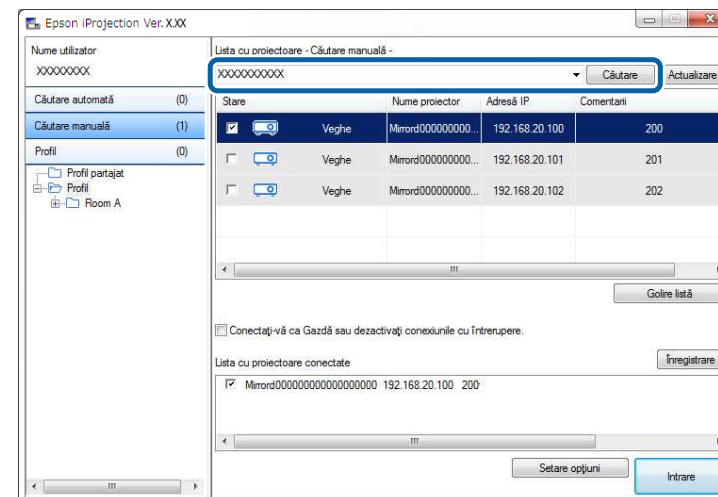 Epson iProjection Ver. X.XX
Nume utilizator
XXXXXXXX
Căutare automată (0)
Căutare manuală (1)
Profil (0)
Profil partajat
Profil
Room A
Lista cu proiectoare - Căutare manuală -
XXXXXXXXXX Căutare Actualizare
Stare Nume proiector Adresă IP Comentarii
Veghe Mirrord000000000... 192.168.20.100 200
Veghe Mirrord000000000... 192.168.20.101 201
Veghe Mirrord000000000... 192.168.20.102 202
Golire listă
Conectaţi-vă ca Gazdă sau dezactivaţi conexiunile cu întrerupere.
Lista cu proiectoare conectate Înregistrare
Mirrord000000000000000000 192.168.20.100 200
Setare opţiuni Intrare